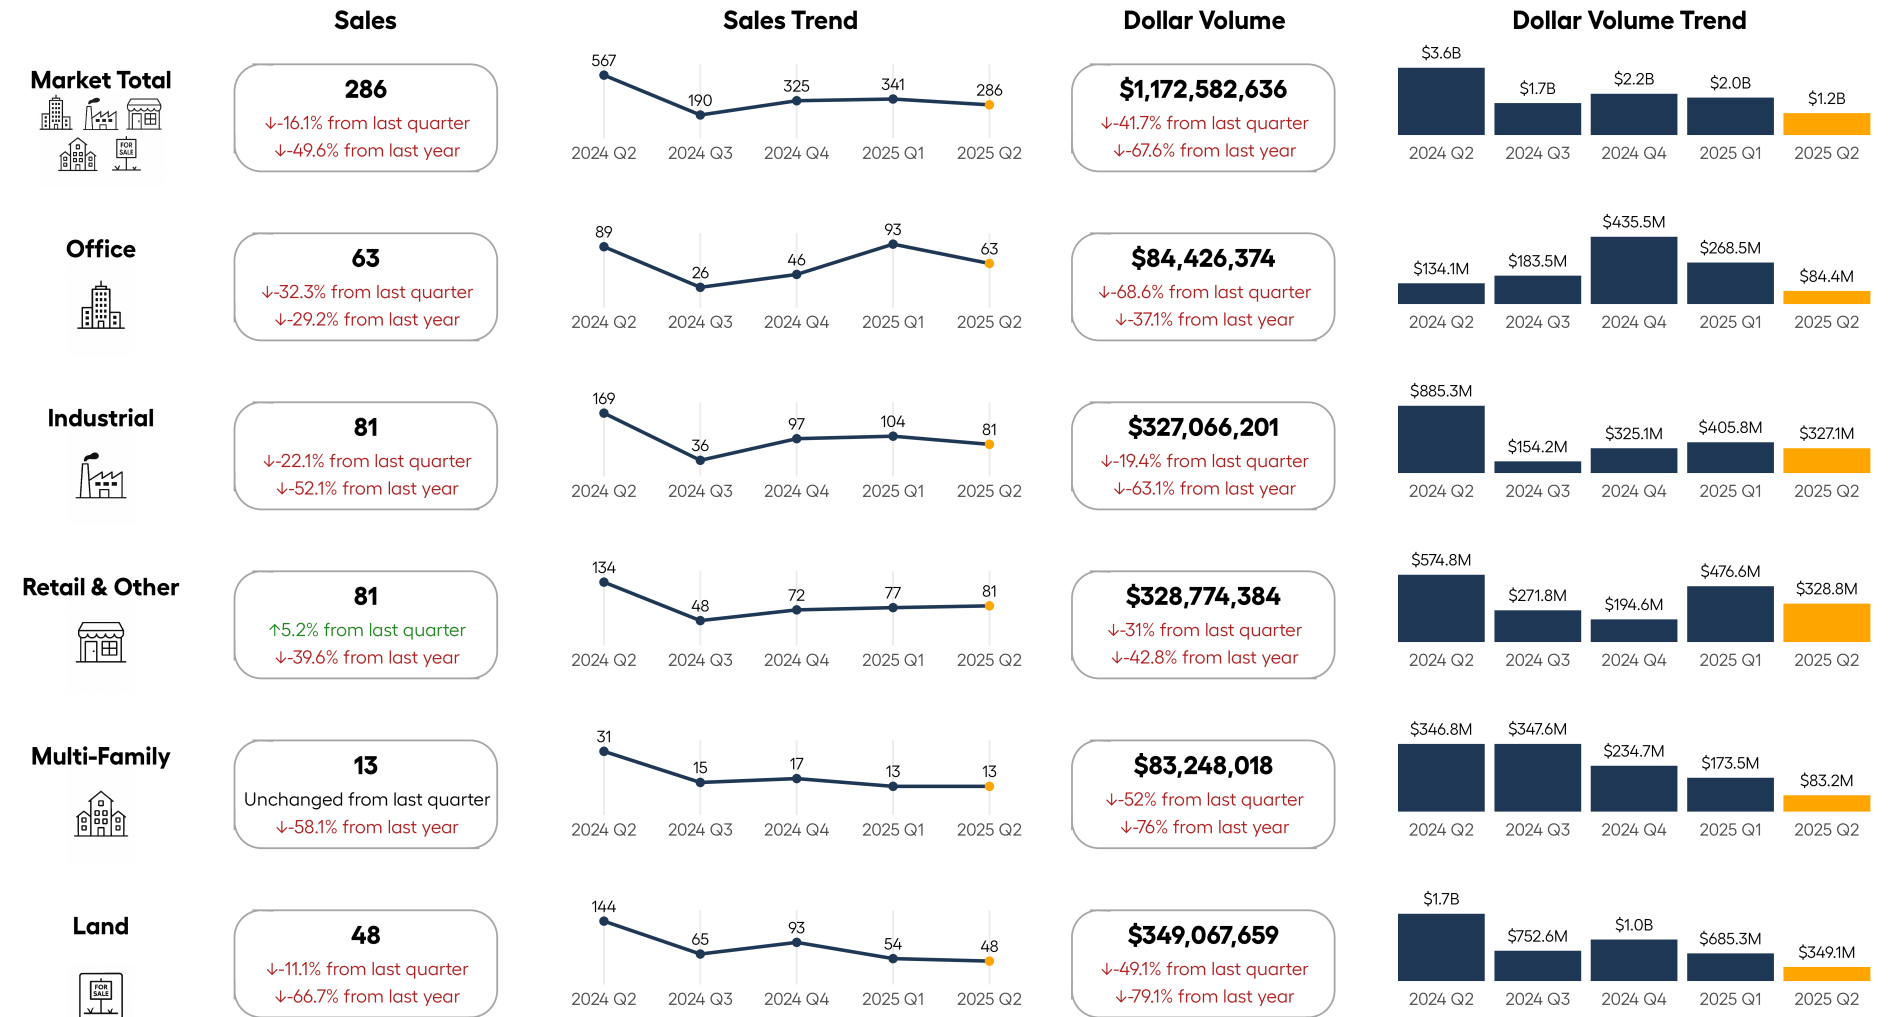 Sales
Sales Trend
Dollar Volume
Dollar Volume Trend
Market Total
FOR SALE
286
↓-16.1% from last quarter
↓-49.6% from last year
567
190
325
341
286
2024 Q2
2024 Q3
2024 Q4
2025 Q1
2025 Q2
$1,172,582,636
↓-41.7% from last quarter
↓-67.6% from last year
$3.6B
$1.7B
$2.2B
$2.0B
$1.2B
2024 Q2
2024 Q3
2024 Q4
2025 Q1
2025 Q2
Office
63
↓-32.3% from last quarter
↓-29.2% from last year
89
26
46
93
63
2024 Q2
2024 Q3
2024 Q4
2025 Q1
2025 Q2
$84,426,374
↓-68.6% from last quarter
↓-37.1% from last year
$134.1M
$183.5M
$435.5M
$268.5M
$84.4M
2024 Q2
2024 Q3
2024 Q4
2025 Q1
2025 Q2
Industrial
81
↓-22.1% from last quarter
↓-52.1% from last year
169
36
97
104
81
2024 Q2
2024 Q3
2024 Q4
2025 Q1
2025 Q2
$327,066,201
↓-19.4% from last quarter
↓-63.1% from last year
$885.3M
$154.2M
$325.1M
$405.8M
$327.1M
2024 Q2
2024 Q3
2024 Q4
2025 Q1
2025 Q2
Retail & Other
81
↑5.2% from last quarter
↓-39.6% from last year
134
48
72
77
81
2024 Q2
2024 Q3
2024 Q4
2025 Q1
2025 Q2
$328,774,384
↓-31% from last quarter
↓-42.8% from last year
$574.8M
$271.8M
$194.6M
$476.6M
$328.8M
2024 Q2
2024 Q3
2024 Q4
2025 Q1
2025 Q2
Multi-Family
13
Unchanged from last quarter
↓-58.1% from last year
31
15
17
13
13
2024 Q2
2024 Q3
2024 Q4
2025 Q1
2025 Q2
$83,248,018
↓-52% from last quarter
↓-76% from last year
$346.8M
$347.6M
$234.7M
$173.5M
$83.2M
2024 Q2
2024 Q3
2024 Q4
2025 Q1
2025 Q2
Land
FOR
SALE
48
↓-11.1% from last quarter
↓-66.7% from last year
144
65
93
54
48
2024 Q2
2024 Q3
2024 Q4
2025 Q1
2025 Q2
$349,067,659
↓-49.1% from last quarter
↓-79.1% from last year
$1.7B
$752.6M
$1.0B
$685.3M
$349.1M
2024 Q2
2024 Q3
2024 Q4
2025 Q1
2025 Q2